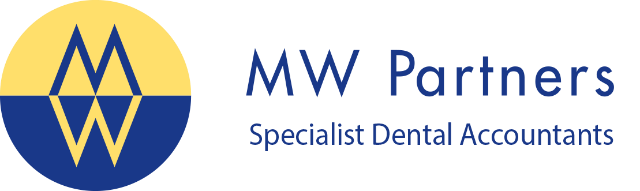 M
W
MW Partners
Specialist Dental Accountants